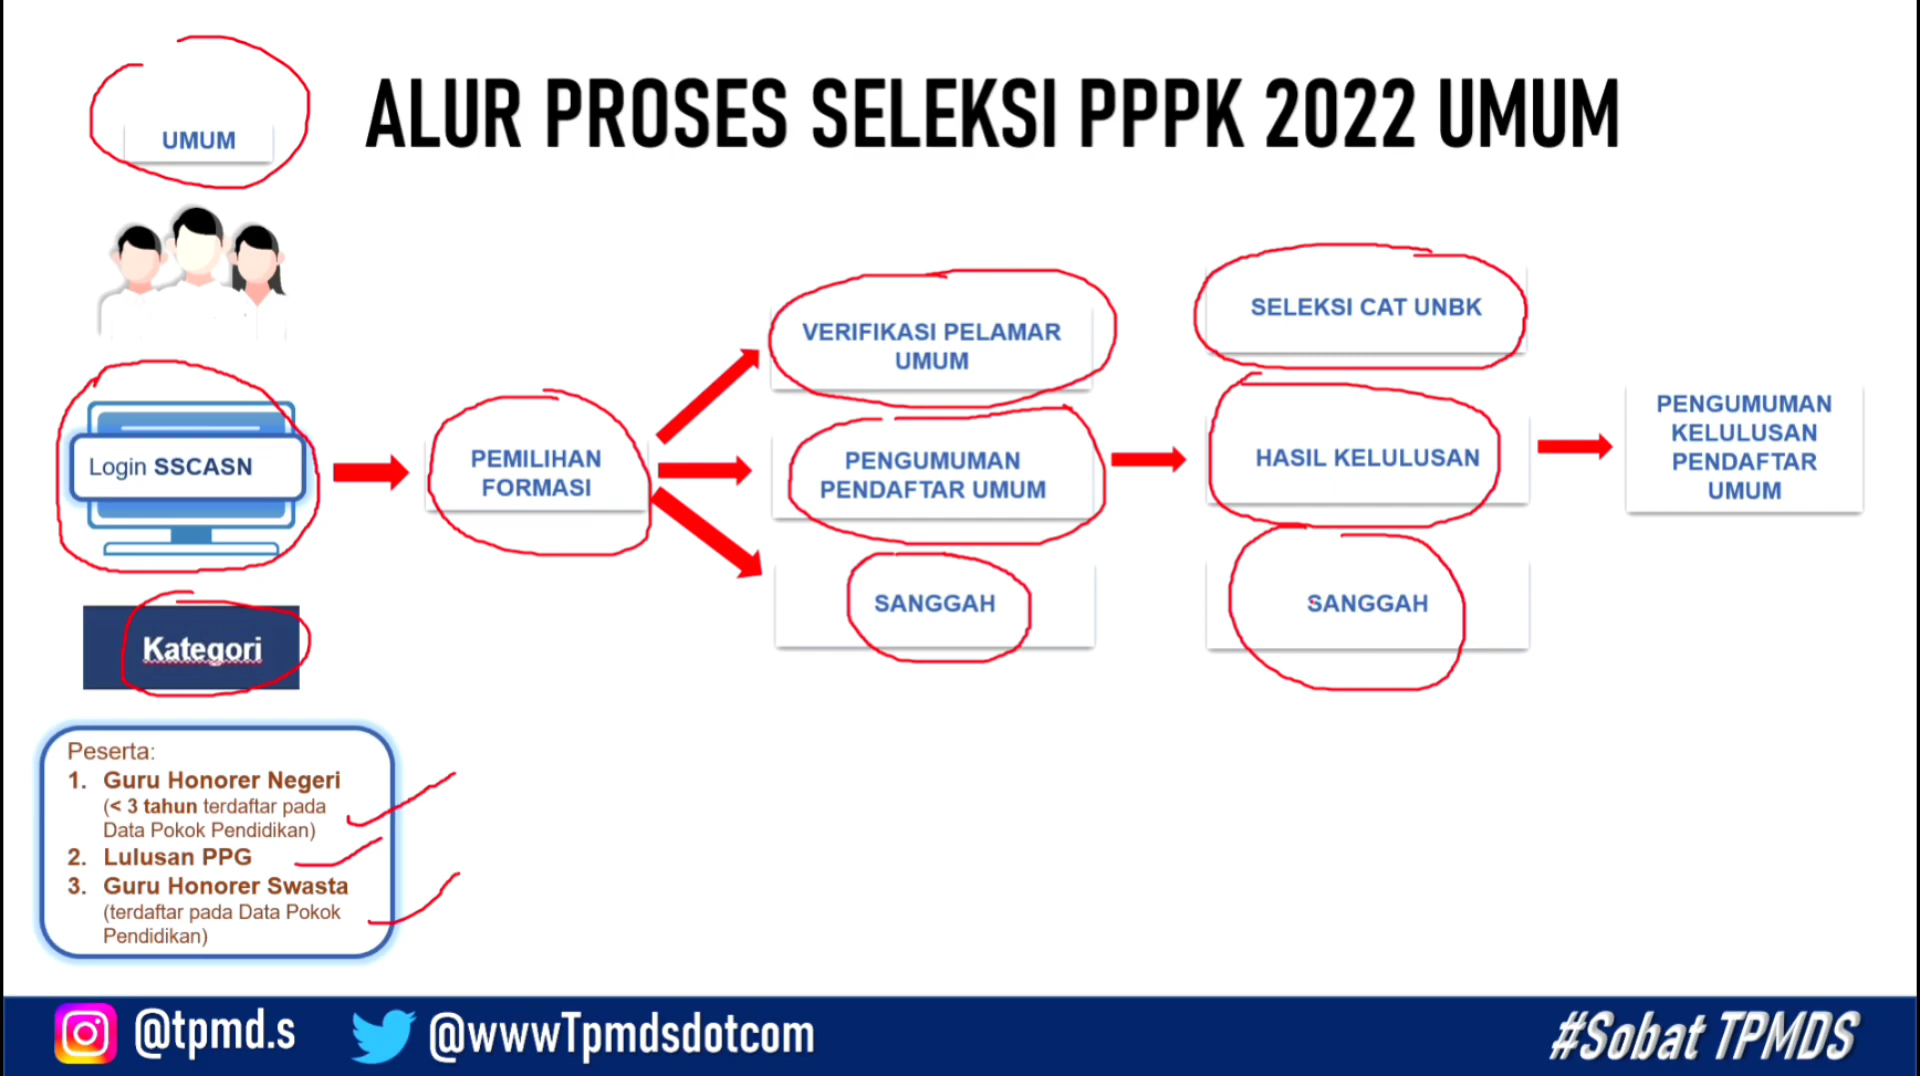 UMUM
ALUR PROSES SELEKSI PPPK 2022 UMUM
Login SSCASN
Kategori
Peserta:
1. Guru Honorer Negeri
(< 3 tahun terdaftar pada
Data Pokok Pendidikan)
2. Lulusan PPG
3. Guru Honorer Swasta
(terdaftar pada Data Pokok
Pendidikan)
PEMILIHAN
FORMASI
VERIFIKASI PELAMAR
UMUM
PENGUMUMAN
PENDAFTAR UMUM
SANGGAH
SELEKSI CAT UNBK
HASIL KELULUSAN
SANGGAH
PENGUMUMAN
KELULUSAN
PENDAFTAR
UMUM
@tpmd.s
@wwwTpmdsdotcom
#Sobat TPMDS